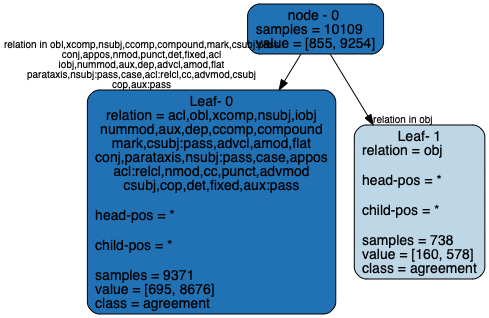 node - 0
samples = 10109
value = [855, 9254]
relation in obl,xcomp,nsubj,ccomp,compound,mark,csubj:pass
conj,appos,nmod,punct,det,fixed,acl
iobj,nummod,aux,dep,advcl,amod,flat
parataxis,nsubj:pass,case,acl:relcl,cc,advmod,csubj
cop,aux:pass
relation in obj
Leaf- 0
relation = acl,obl,xcomp,nsubj,iobj
nummod,aux,dep,ccomp,compound
mark,csubj:pass,advcl,amod,flat
conj,parataxis,nsubj:pass,case,appos
acl:relcl,nmod,cc,punct,advmod
csubj,cop,det,fixed,aux:pass
head-pos = *
child-pos = *
samples = 9371
value = [695, 8676]
class = agreement
Leaf- 1
relation = obj
head-pos = *
child-pos = *
samples = 738
value = [160, 578]
class = agreement